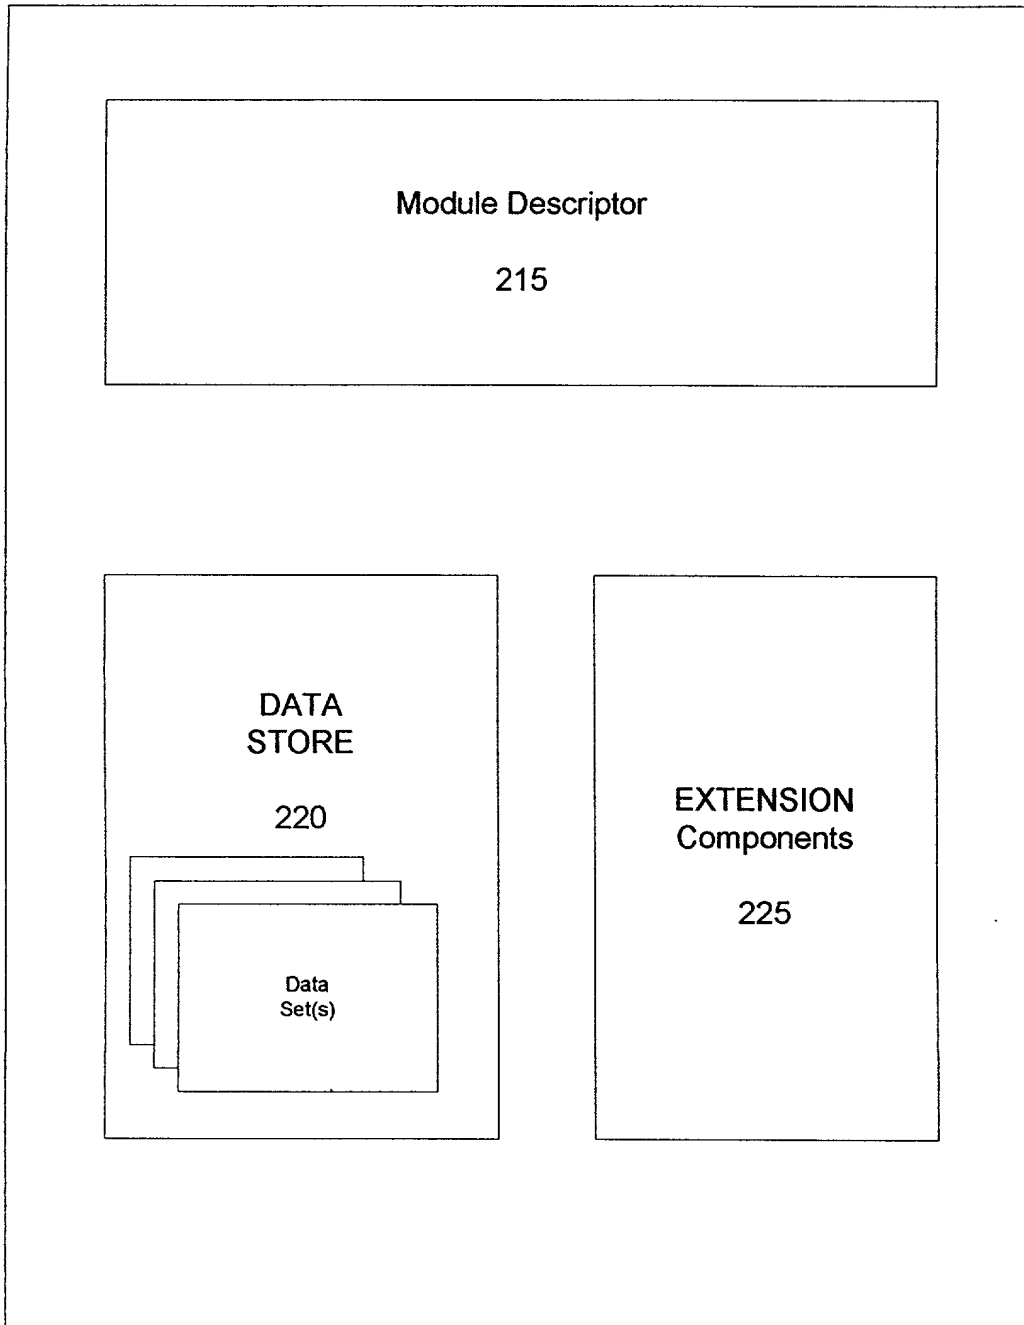 Module Descriptor
215
DATA
STORE
220
Data
Set(s)
EXTENSION
Components
225